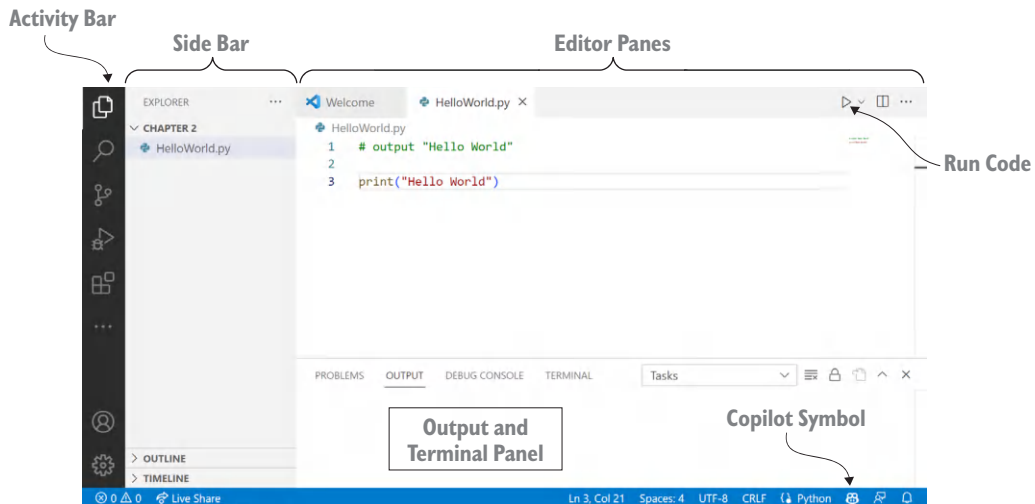 Activity Bar
Side Bar
Editor Panes
EXPLORER ...
Welcome
HelloWorld.py
CHAPTER 2
HelloWorld.py
HelloWorld.py
1 # output "Hello World"
2
3 print("Hello World")
Run Code
PROBLEMS OUTPUT DEBUG CONSOLE TERMINAL
Tasks
Output and
Terminal Panel
Copilot Symbol
OUTLINE
TIMELINE
0 0 Live Share
Ln 3, Col 21 Spaces: 4 UTF-8 CRLF Python